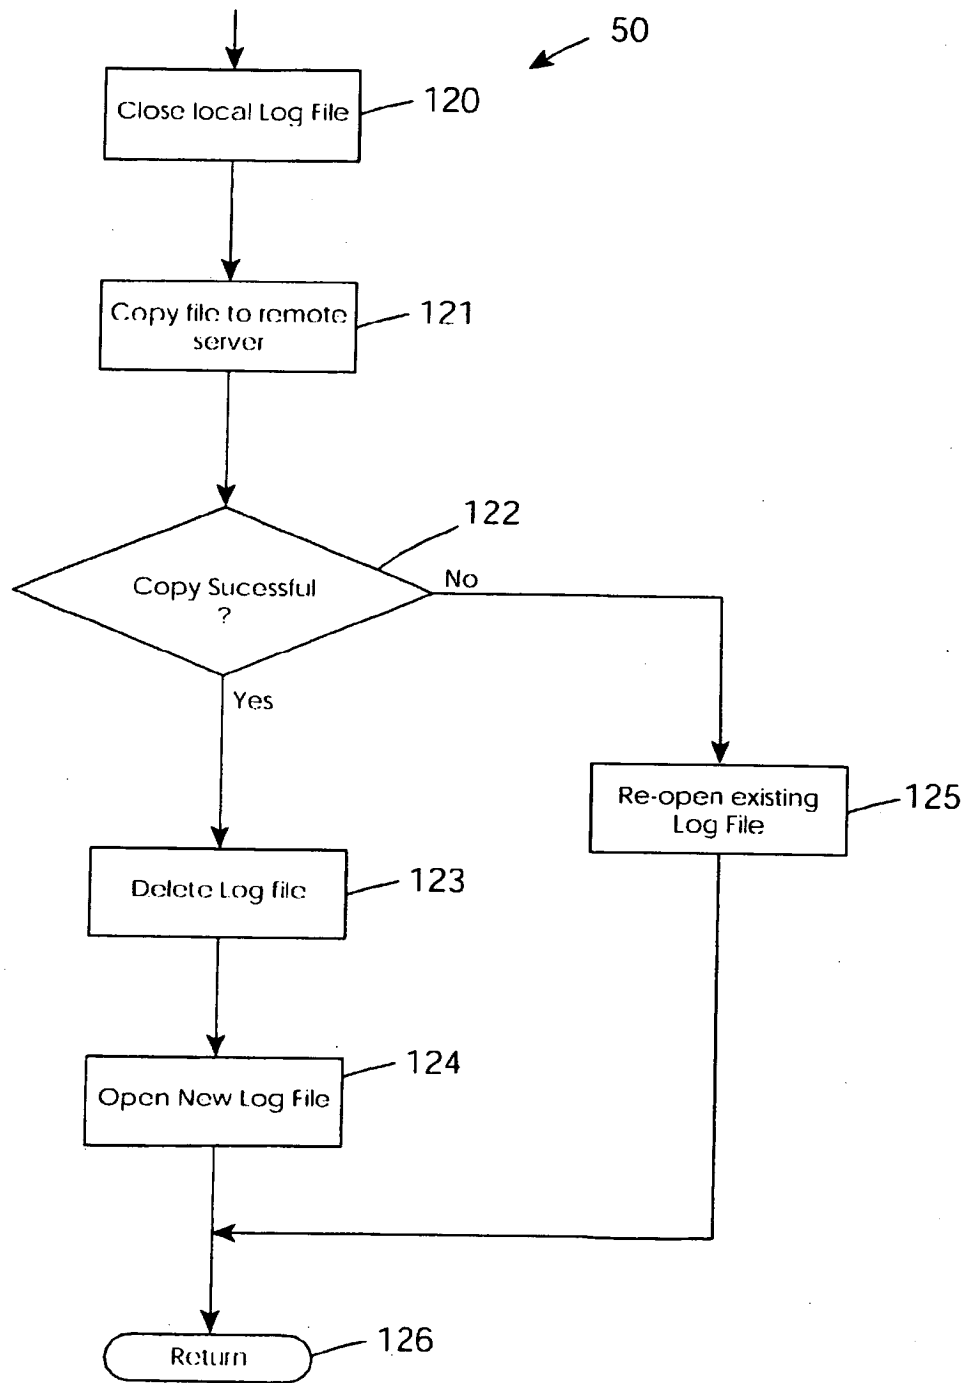 50
Close local Log File
120
Copy file to remote
server
121
122
Copy Sucessful
?
No
Yes
Re-open existing
Log File
125
Delete Log file
123
Open New Log File
124
Return
126